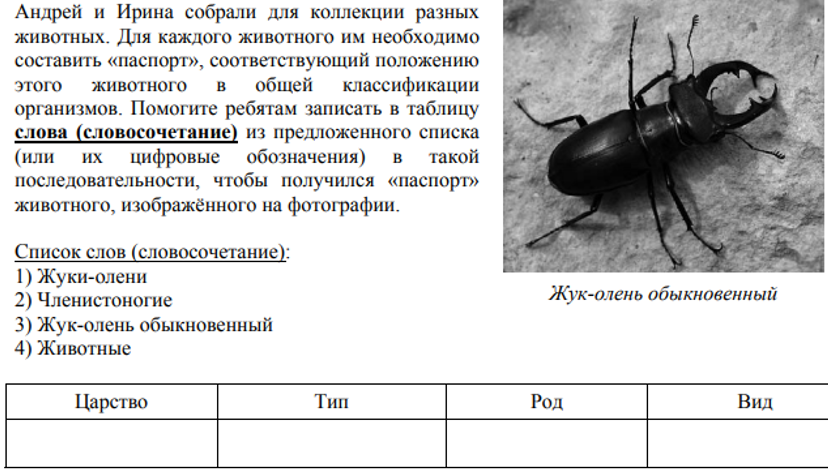 Андрей и Ирина собрали для коллекции разных
животных. Для каждого животного им необходимо
составить «паспорт», соответствующий положению
этого животного в общей классификации
организмов. Помогите ребятам записать в таблицу
слова (словосочетание) из предложенного списка
(или их цифровые обозначения) в такой
последовательности, чтобы получился «паспорт»
животного, изображённого на фотографии.
Жук-олень обыкновенный
Список слов (словосочетание):
1) Жуки-олени
2) Членистоногие
3) Жук-олень обыкновенный
4) Животные
Царство Тип Род Вид